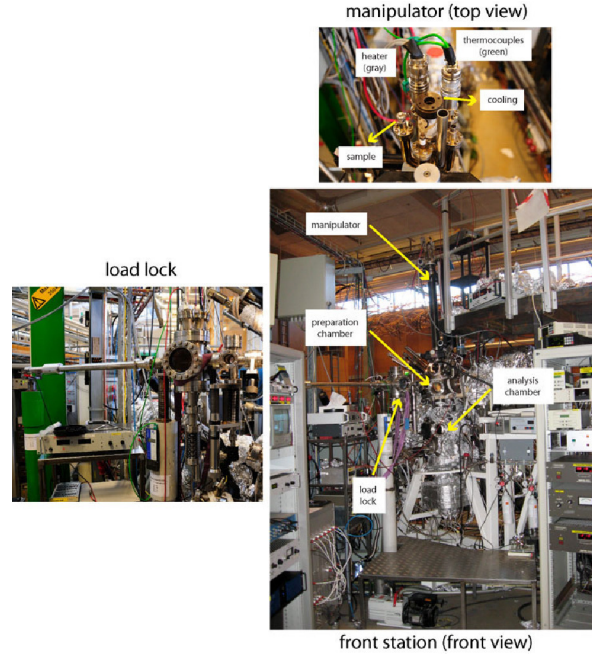 manipulator (top view)
heater
(gray)
thermocouples
(green)
cooling
sample
load lock
manipulator
preparation
chamber
analysis
chamber
load
lock
front station (front view)